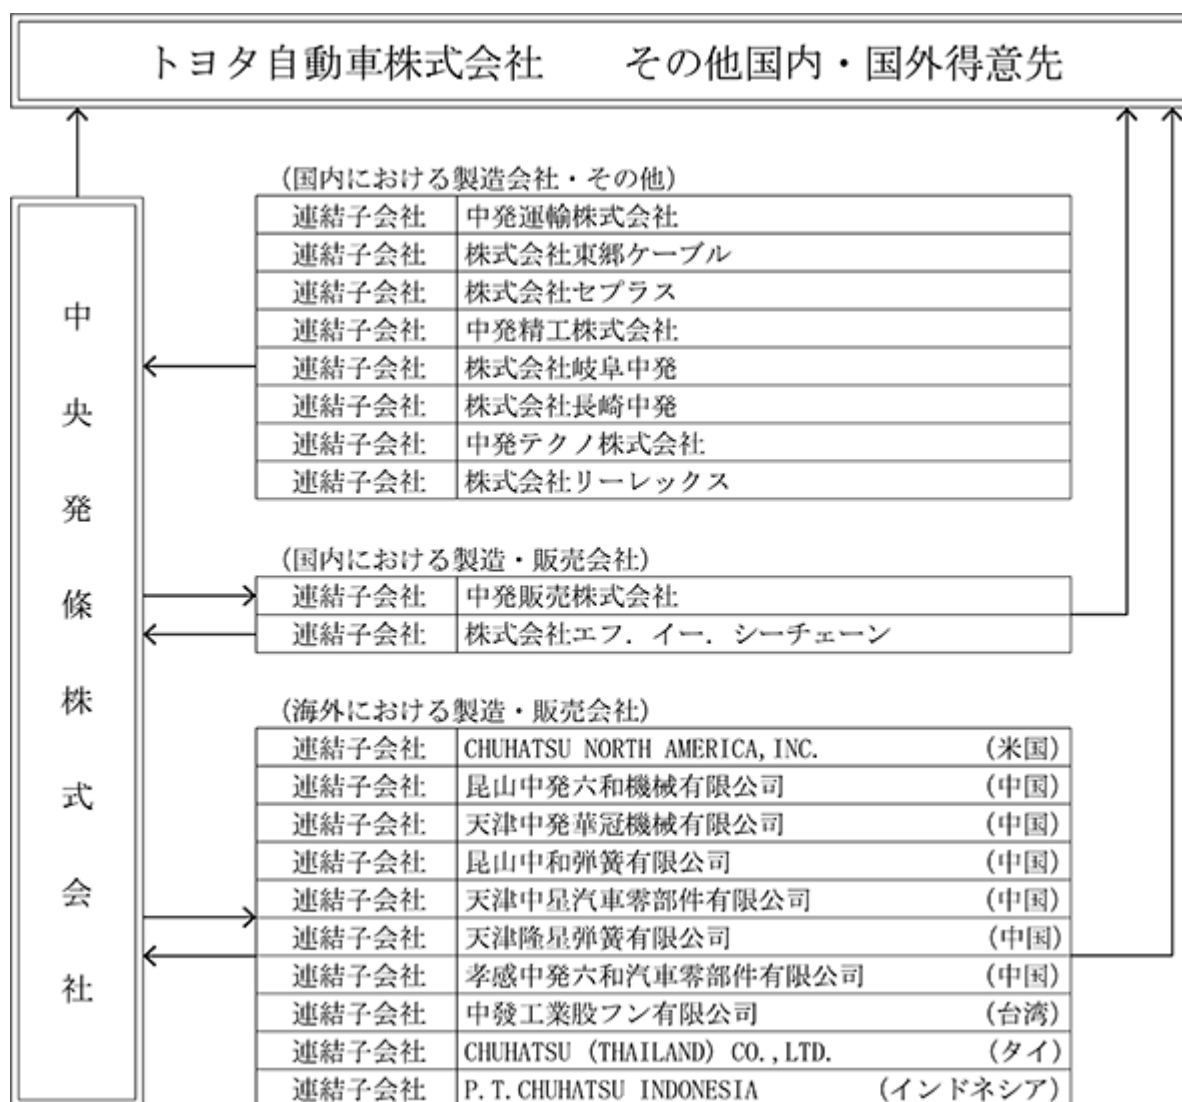 トヨタ自動車株式会社　　その他国内・国外得意先
中央発條株式会社
(国内における製造会社・その他)
連結子会社 中発運輸株式会社
連結子会社 株式会社東郷ケーブル
連結子会社 株式会社セプラス
連結子会社 中発精工株式会社
連結子会社 株式会社岐阜中発
連結子会社 株式会社長崎中発
連結子会社 中発テクノ株式会社
連結子会社 株式会社リーレックス
(国内における製造・販売会社)
連結子会社 中発販売株式会社
連結子会社 株式会社エフ．イー．シーチェーン
(海外における製造・販売会社)
連結子会社 CHUHATSU NORTH AMERICA,INC. (米国)
連結子会社 昆山中発六和機械有限公司 (中国)
連結子会社 天津中発華冠機械有限公司 (中国)
連結子会社 昆山中和弾簧有限公司 (中国)
連結子会社 天津中星汽車零部件有限公司 (中国)
連結子会社 天津隆星弾簧有限公司 (中国)
連結子会社 孝感中発六和汽車零部件有限公司 (中国)
連結子会社 中發工業股フン有限公司 (台湾)
連結子会社 CHUHATSU (THAILAND) CO.,LTD. (タイ)
連結子会社 P.T.CHUHATSU INDONESIA (インドネシア)